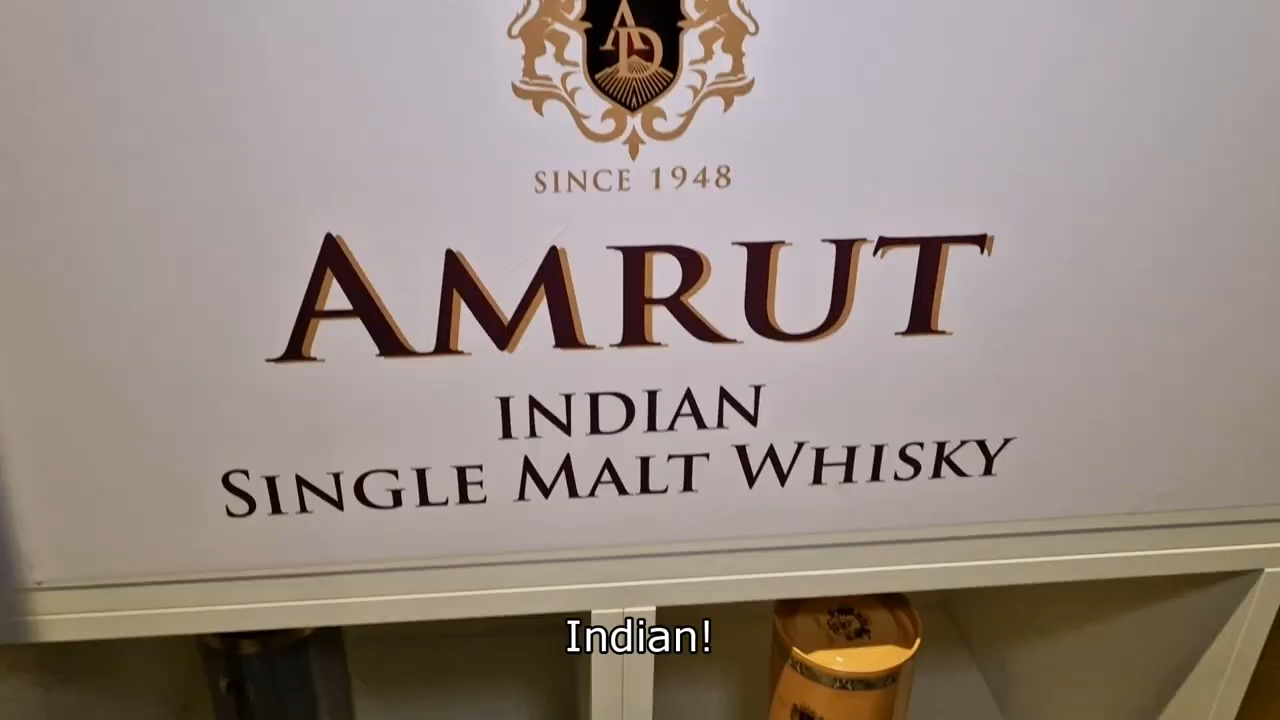 AD
SINCE 1948
AMRUT
INDIAN
SINGLE MALT WHISKY
Indian!